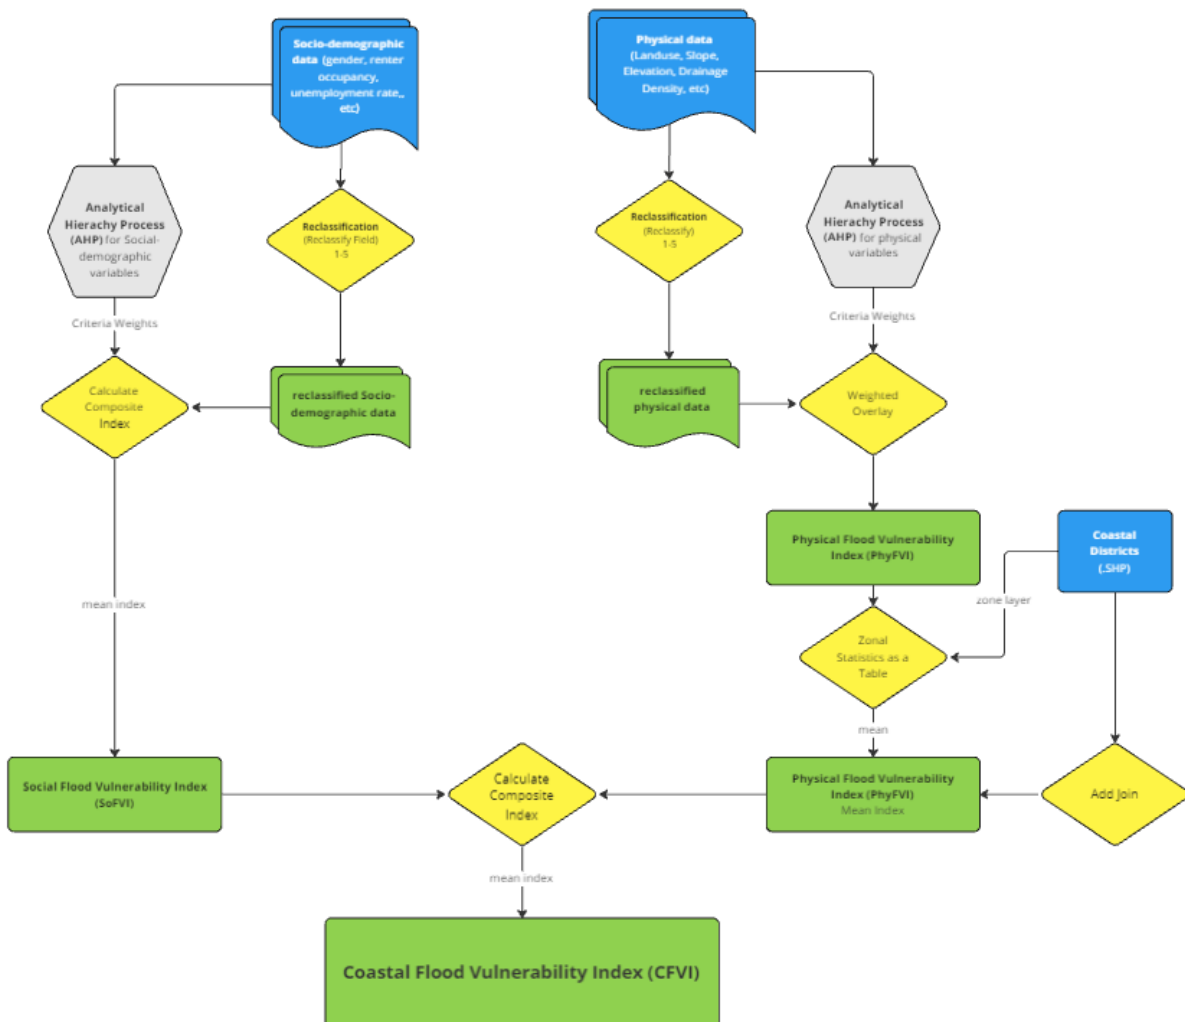 Socio-demographic
data (gender, renter
occupancy,
unemployment rate,,
etc)
Physical data
(Landuse, Slope,
Elevation, Drainage
Density, etc)
Analytical
Hierachy Process
(AHP) for Social-
demographic
variables
Reclassification
(Reclassify Field)
1-5
Reclassification
(Reclassify)
1-5
Analytical
Hierachy Process
(AHP) for physical
variables
Criteria Weights
Criteria Weights
Calculate
Composite
Index
reclassified Socio-
demographic data
reclassified
physical data
Weighted
Overlay
Physical Flood Vulnerability
Index (PhyFVI)
Coastal
Districts
(.SHP)
mean index
zone layer
Zonal
Statistics as a
Table
mean
Social Flood Vulnerability Index
(SoFVI)
Calculate
Composite
Index
Physical Flood Vulnerability
Index (PhyFVI)
Mean Index
Add Join
mean index
Coastal Flood Vulnerability Index (CFVI)